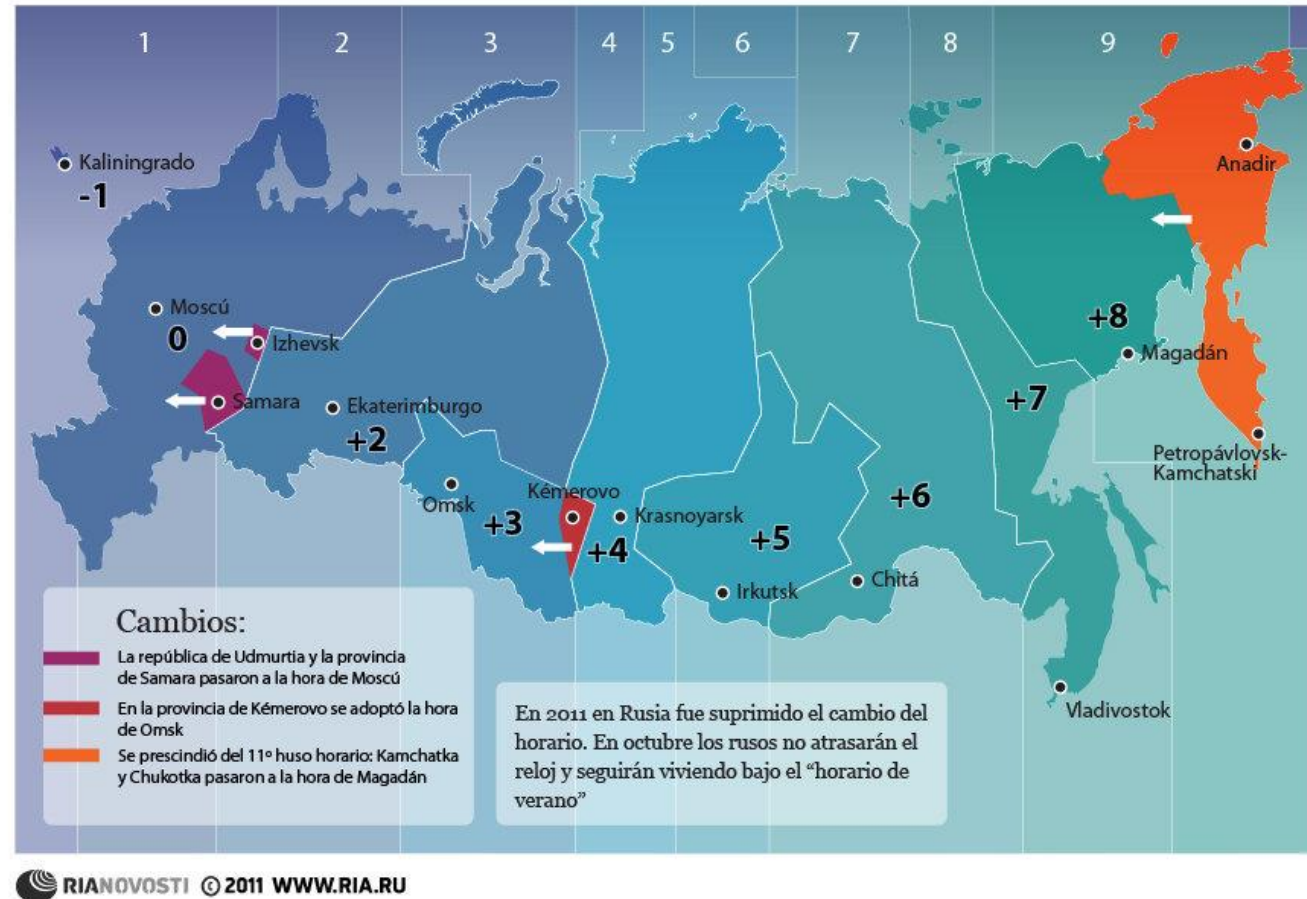 1 2 3 4 5 6 7 8 9
Kaliningrado
-1
Anadir
Moscú
0
Izhevsk
+8
Magadán
Samara
Ekaterimburgo
+2
+7
Petropávlovsk-
Kamchatski
Omsk
+3
Kémerovo
Krasnoyarsk
+4
+5
+6
Irkutsk
Chitá
Vladivostok
Cambios:
La república de Udmurtia y la provincia
de Samara pasaron a la hora de Moscú
En la provincia de Kémerovo se adoptó la hora
de Omsk
Se prescindió del 11º huso horario: Kamchatka
y Chukotka pasaron a la hora de Magadán
En 2011 en Rusia fue suprimido el cambio del
horario. En octubre los rusos no atrasarán el
reloj y seguirán viviendo bajo el “horario de
verano”
RIANOVOSTI © 2011 WWW.RIA.RU